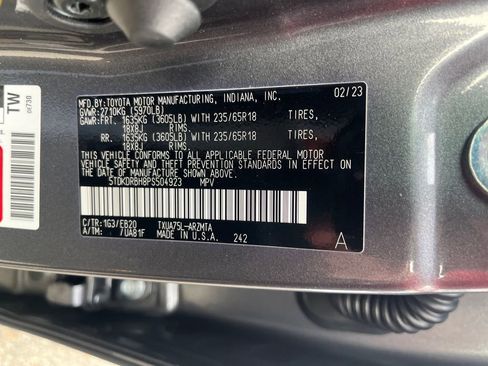 MFD.BY: TOYOTA MOTOR MANUFACTURING, INDIANA, INC. 02/23
GVWR: 2710KG (5970LB)
GAWR: FRT. 1635KG (3605LB) WITH 235/65R18 TIRES,
18X8J RIMS.
RR. 1635KG (3605LB) WITH 235/65R18 TIRES,
18X8J RIMS.
THIS VEHICLE CONFORMS TO ALL APPLICABLE FEDERAL MOTOR
VEHICLE SAFETY, BUMPER, AND THEFT PREVENTION STANDARDS IN
EFFECT ON THE DATE OF MANUFACTURE SHOWN ABOVE.
5TDKDRBH8PS504923 MPV
C/TR: 1G3/EB20 TXUA75L-ARZMTA
A/TM: /UA81F MADE IN U.S.A. 242
A
TW